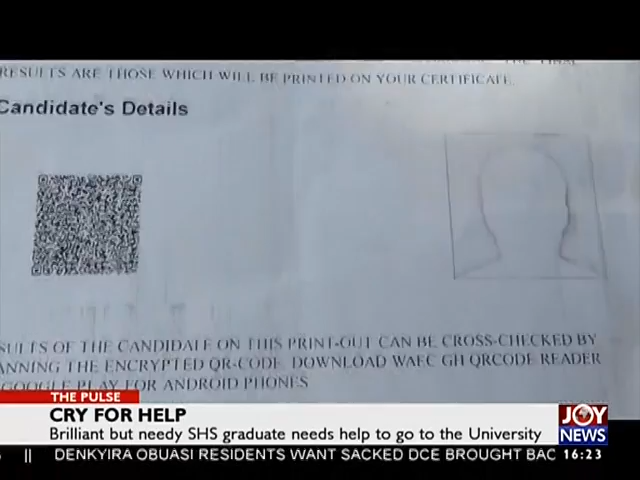 RESULTS ARE THOSE WHICH WILL BE PRINTED ON YOUR CERTIFICATE.
Candidate's Details
SULTS OF THE CANDIDATE ON THIS PRINT-OUT CAN BE CROSS-CHECKED BY
ANNING THE ENCRYPTED QR-CODE. DOWNLOAD WAEC GH QRCODE READER
GOOGLE PLAY FOR ANDROID PHONES
THE PULSE
CRY FOR HELP
Brilliant but needy SHS graduate needs help to go to the University
JOY
NEWS
S || DENKYIRA OBUASI RESIDENTS WANT SACKED DCE BROUGHT BAC
16:23